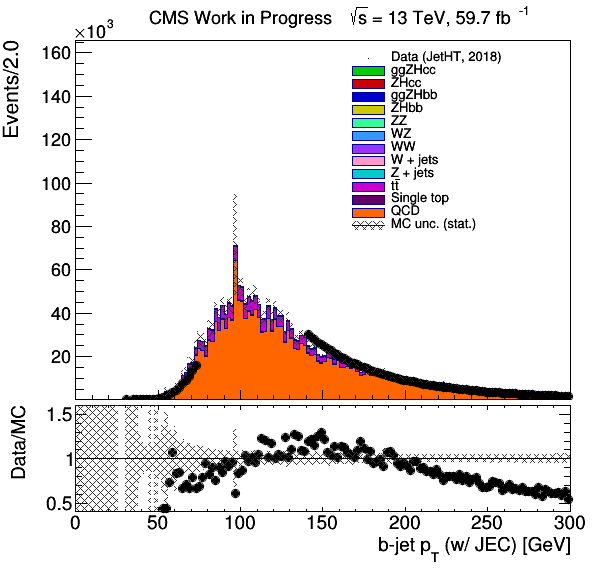 CMS Work in Progress √s = 13 TeV, 59.7 fb⁻¹
×10³
Events/2.0
160
140
120
100
80
60
40
20
Data (JetHT, 2018)
ggZHcc
ZHcc
ggZHbb
ZHbb
ZZ
WZ
WW
W + jets
Z + jets
tt̄
Single top
QCD
MC unc. (stat.)
Data/MC
1.5
1
0.5
0 50 100 150 200 250 300
b-jet p_T (w/ JEC) [GeV]